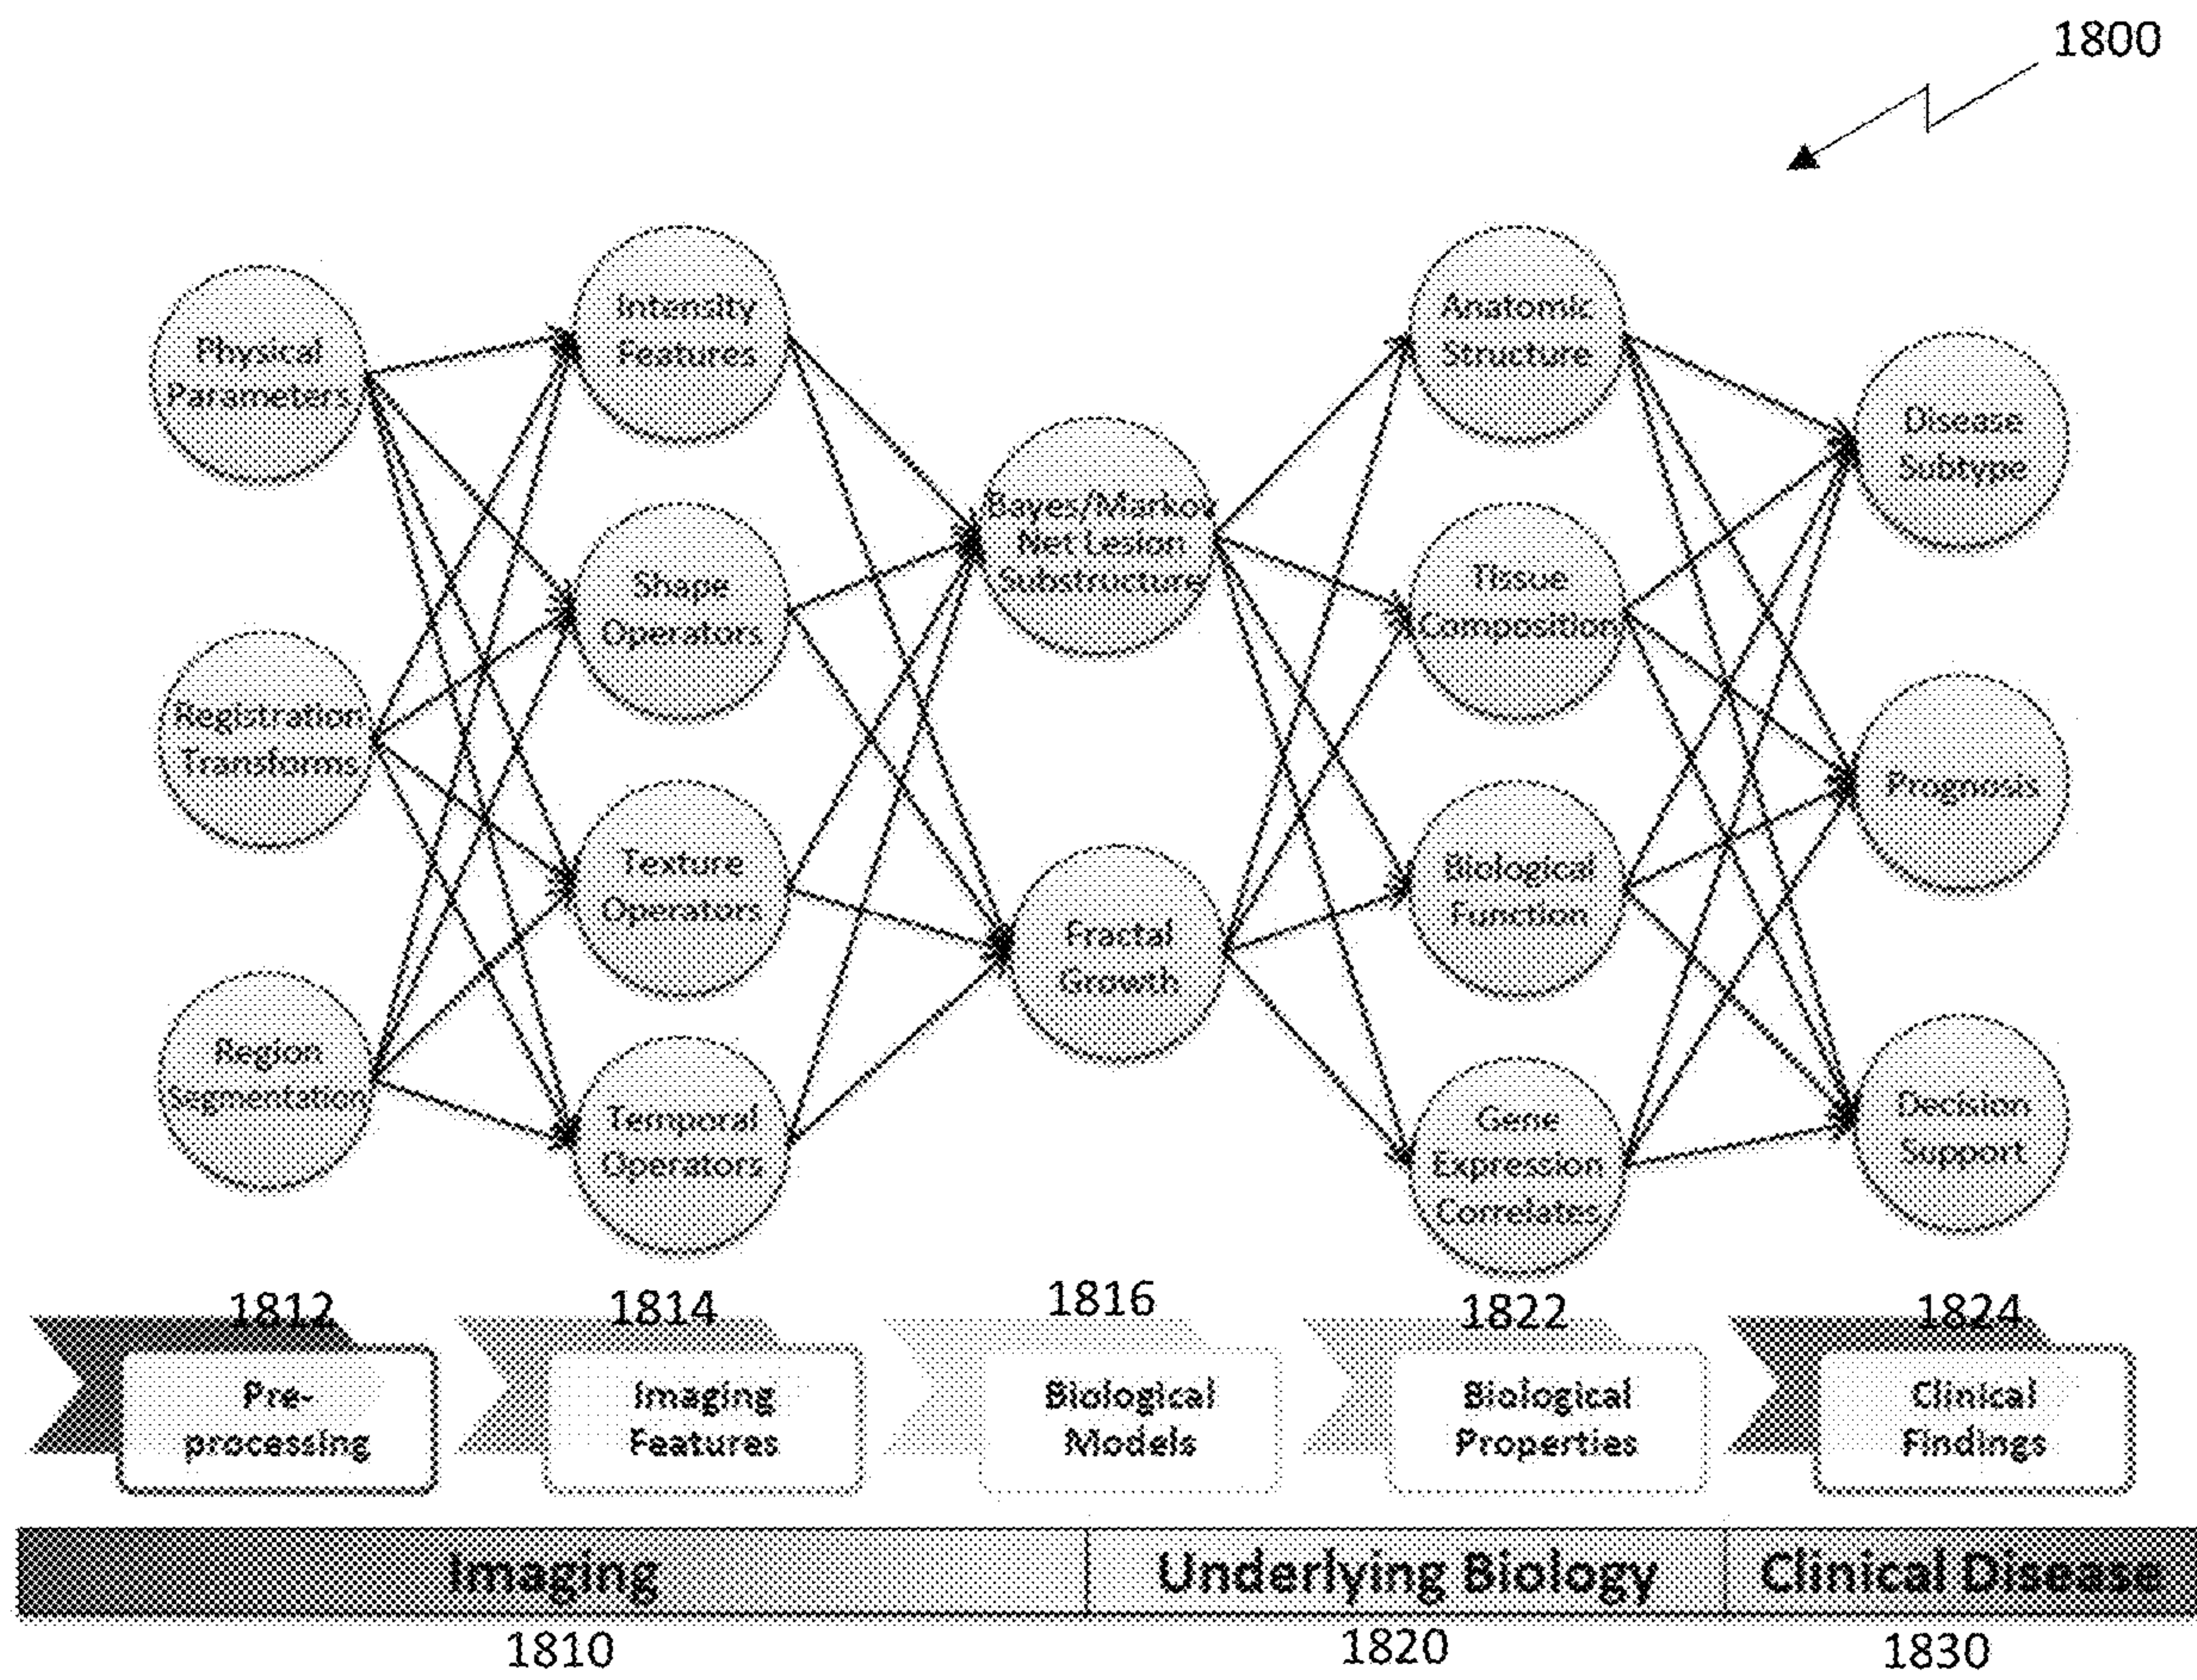 1800
Physical
Parameters
Registration
Transforms
Region
Segmentation
Intensity
Features
Shape
Operators
Texture
Operators
Temporal
Operators
Bayes/Markov
Net Lesion
Substructure
Fractal
Growth
Anatomic
Structure
Tissue
Composition
Biological
Function
Gene
Expression
Correlates
Disease
Subtype
Prognosis
Decision
Support
1812
1814
1816
1822
1824
Pre-
processing
Imaging
Features
Biological
Models
Biological
Properties
Clinical
Findings
Imaging
Underlying Biology
Clinical Disease
1810
1820
1830